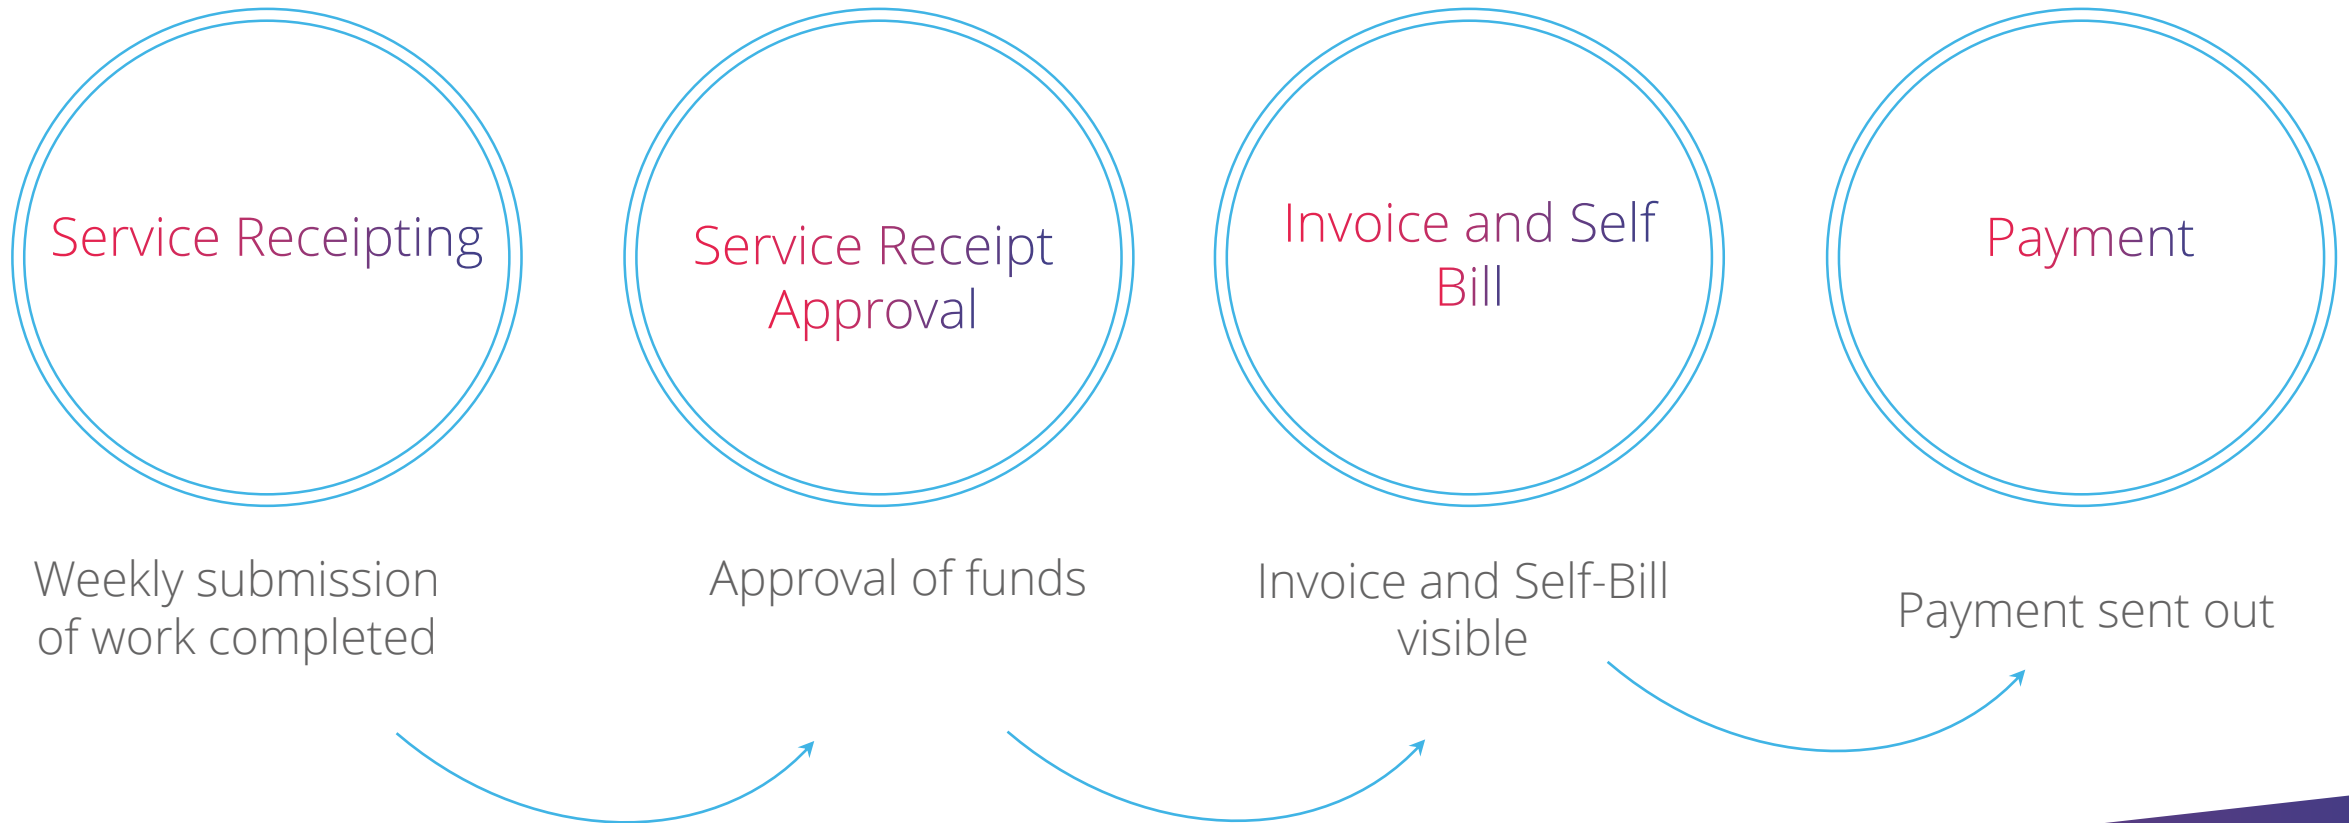 Service Receipting
Service Receipt
Approval
Invoice and Self
Bill
Payment
Weekly submission
of work completed
Approval of funds
Invoice and Self-Bill
visible
Payment sent out